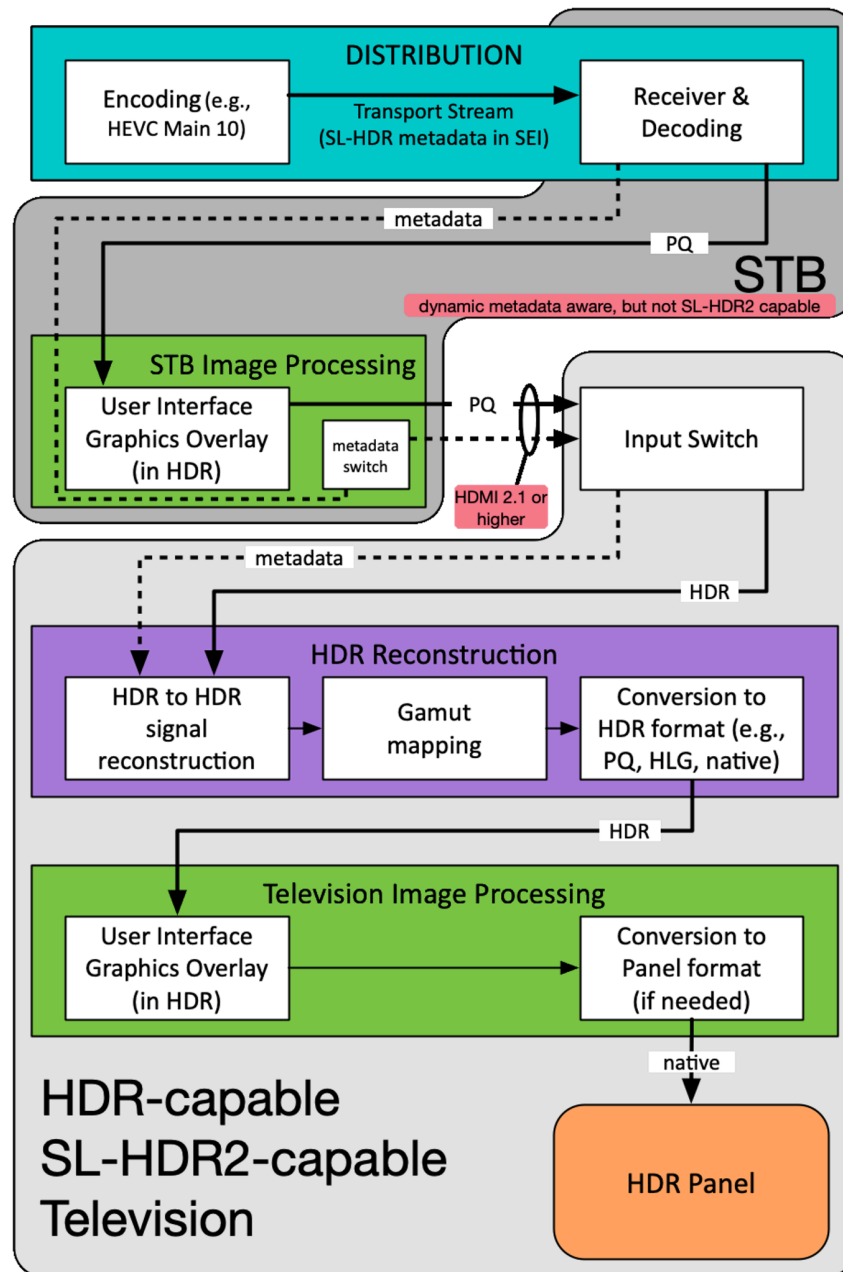 DISTRIBUTION
Encoding (e.g.,
HEVC Main 10)
Transport Stream
(SL-HDR metadata in SEI)
Receiver &
Decoding
metadata
PQ
STB
dynamic metadata aware, but not SL-HDR2 capable
STB Image Processing
User Interface
Graphics Overlay
(in HDR)
metadata
switch
PQ
HDMI 2.1 or
higher
Input Switch
metadata
HDR
HDR Reconstruction
HDR to HDR
signal
reconstruction
Gamut
mapping
Conversion to
HDR format (e.g.,
PQ, HLG, native)
HDR
Television Image Processing
User Interface
Graphics Overlay
(in HDR)
Conversion to
Panel format
(if needed)
native
HDR-capable
SL-HDR2-capable
Television
HDR Panel